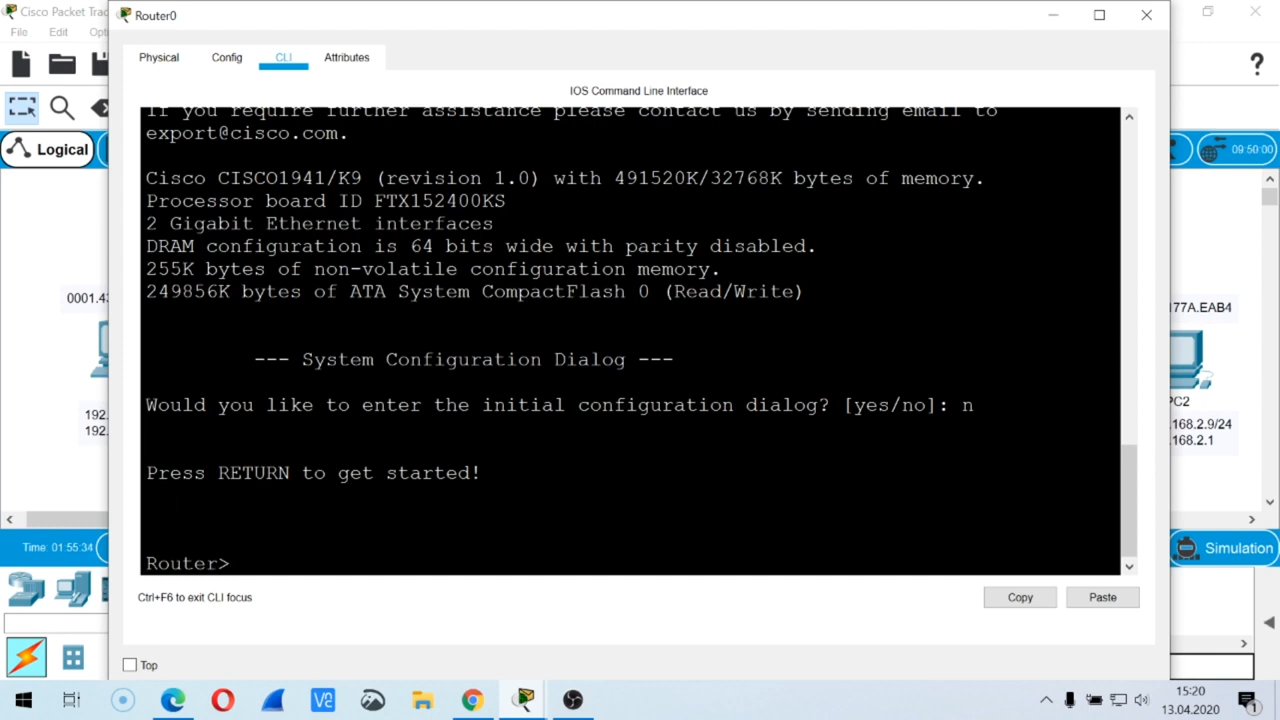 Cisco Packet Tra
Router0
File Edit Opti
Physical Config CLI Attributes
IOS Command Line Interface
If you require further assistance please contact us by sending email to
export@cisco.com.
Cisco CISCO1941/K9 (revision 1.0) with 491520K/32768K bytes of memory.
Processor board ID FTX152400KS
2 Gigabit Ethernet interfaces
DRAM configuration is 64 bits wide with parity disabled.
255K bytes of non-volatile configuration memory.
249856K bytes of ATA System CompactFlash 0 (Read/Write)
--- System Configuration Dialog ---
Would you like to enter the initial configuration dialog? [yes/no]: n
Press RETURN to get started!
Router>
Ctrl+F6 to exit CLI focus
Copy Paste
Top
Logical
09:50:00
0001.43
177A.EAB4
192.
192.
PC2
.168.2.9/24
.168.2.1
Time: 01:55:34
Simulation
15:20
13.04.2020
1